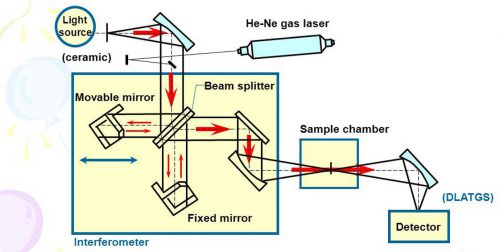 Light
source
(ceramic)
He-Ne gas laser
Movable mirror
Beam splitter
Sample chamber
(DLATGS)
Fixed mirror
Detector
Interferometer